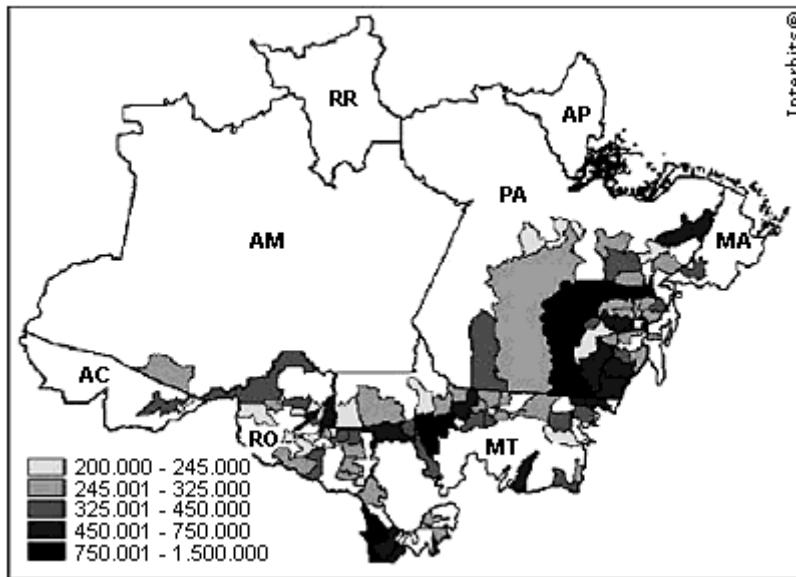 Interbits®
RR
AP
PA
AM
MA
AC
RO
MT
200.000 - 245.000
245.001 - 325.000
325.001 - 450.000
450.001 - 750.000
750.001 - 1.500.000